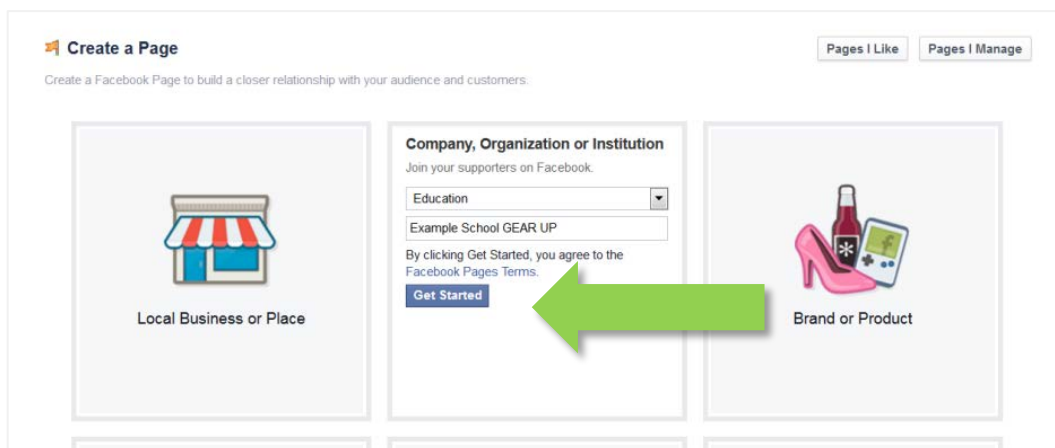 Create a Page
Pages I Like
Pages I Manage
Create a Facebook Page to build a closer relationship with your audience and customers.
Local Business or Place
Company, Organization or Institution
Join your supporters on Facebook.
Education
Example School GEAR UP
By clicking Get Started, you agree to the
Facebook Pages Terms.
Get Started
Brand or Product